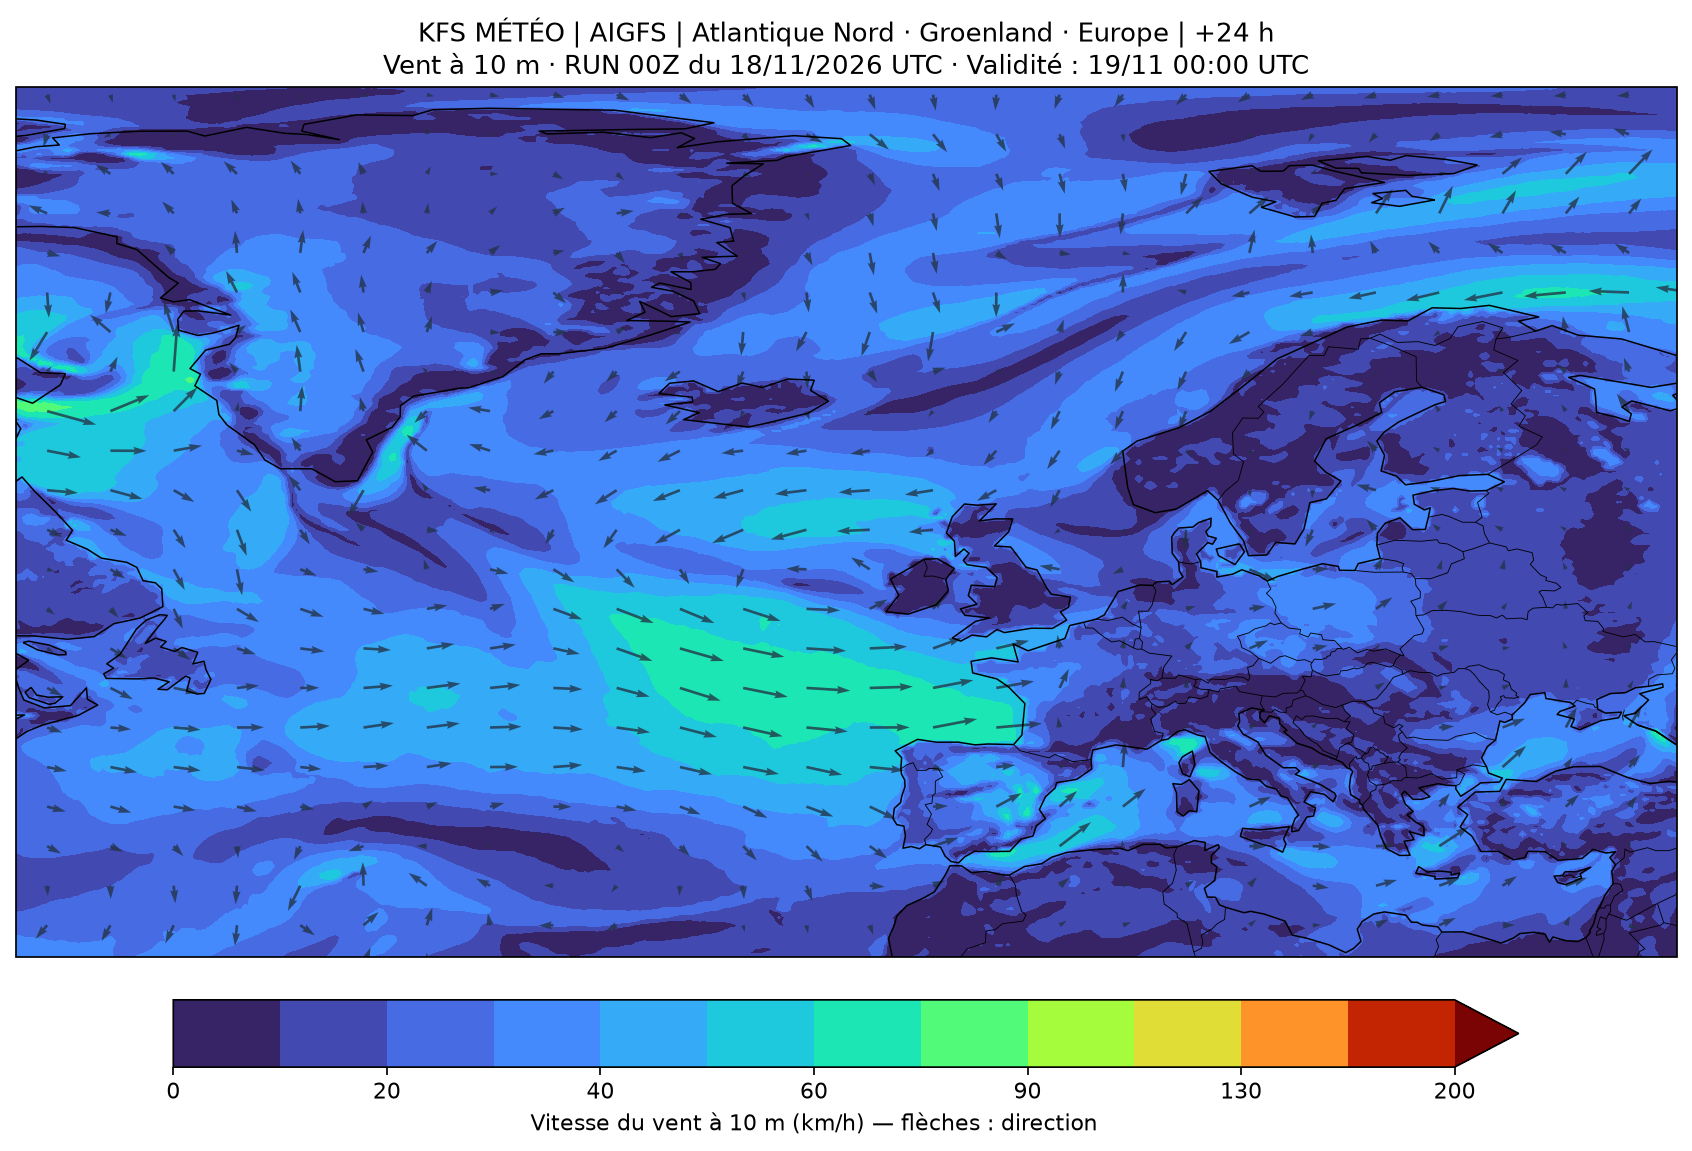 KFS MÉTÉO | AIGFS | Atlantique Nord · Groenland · Europe | +24 h
Vent à 10 m · RUN 00Z du 18/11/2026 UTC · Validité : 19/11 00:00 UTC
0 20 40 60 90 130 200
Vitesse du vent à 10 m (km/h) — flèches : direction